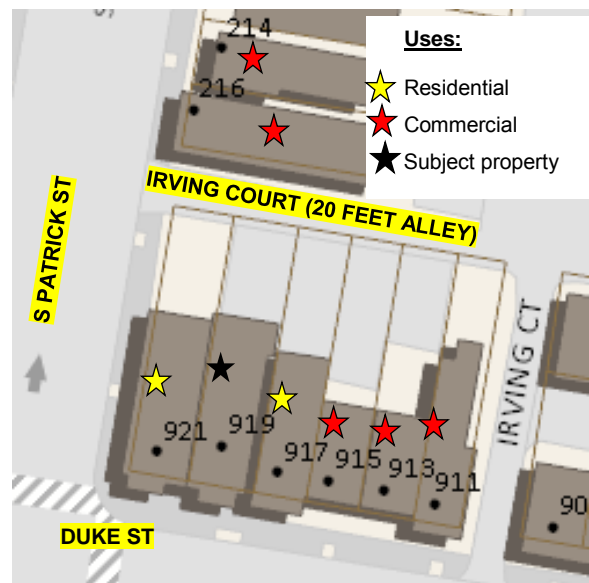 S
214
Uses:
Residential
216
Commercial
Subject property
IRVING COURT (20 FEET ALLEY)
S PATRICK ST
IRVING CT
921
919
917
915
913
911
90
DUKE ST